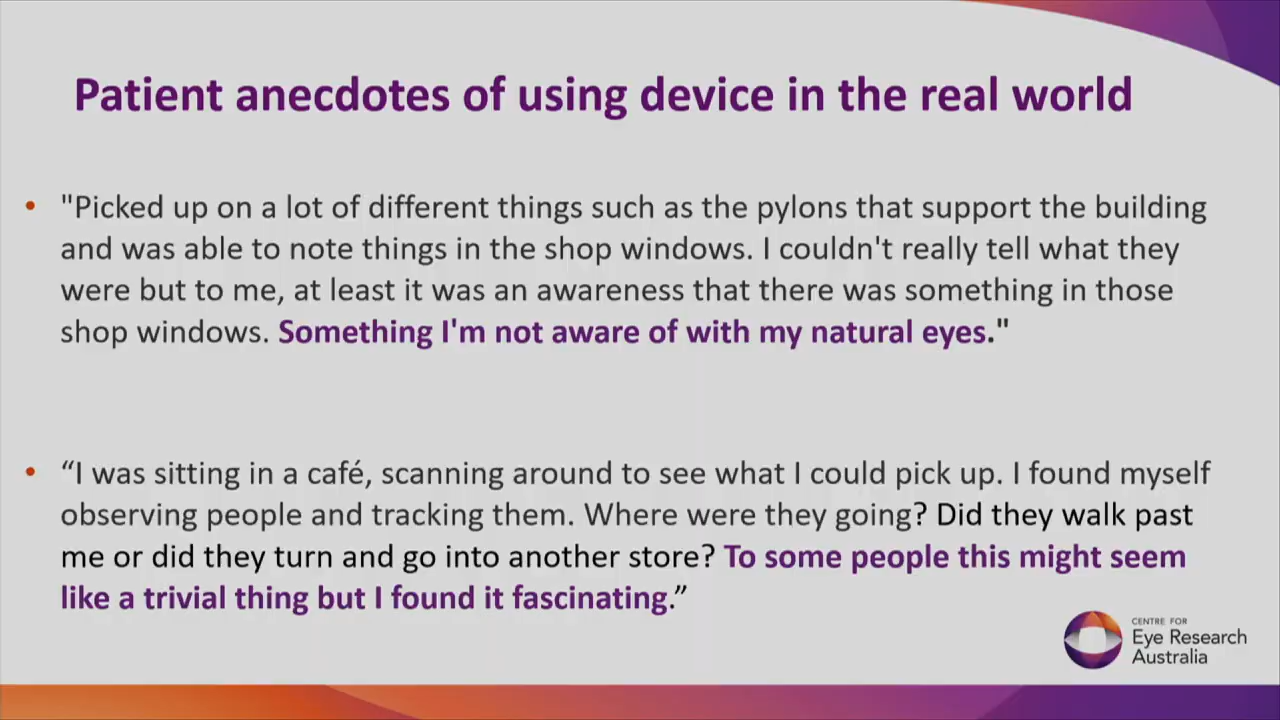 Patient anecdotes of using device in the real world
• "Picked up on a lot of different things such as the pylons that support the building
and was able to note things in the shop windows. I couldn't really tell what they
were but to me, at least it was an awareness that there was something in those
shop windows. Something I'm not aware of with my natural eyes."
• “I was sitting in a café, scanning around to see what I could pick up. I found myself
observing people and tracking them. Where were they going? Did they walk past
me or did they turn and go into another store? To some people this might seem
like a trivial thing but I found it fascinating.”
CENTRE FOR
Eye Research
Australia